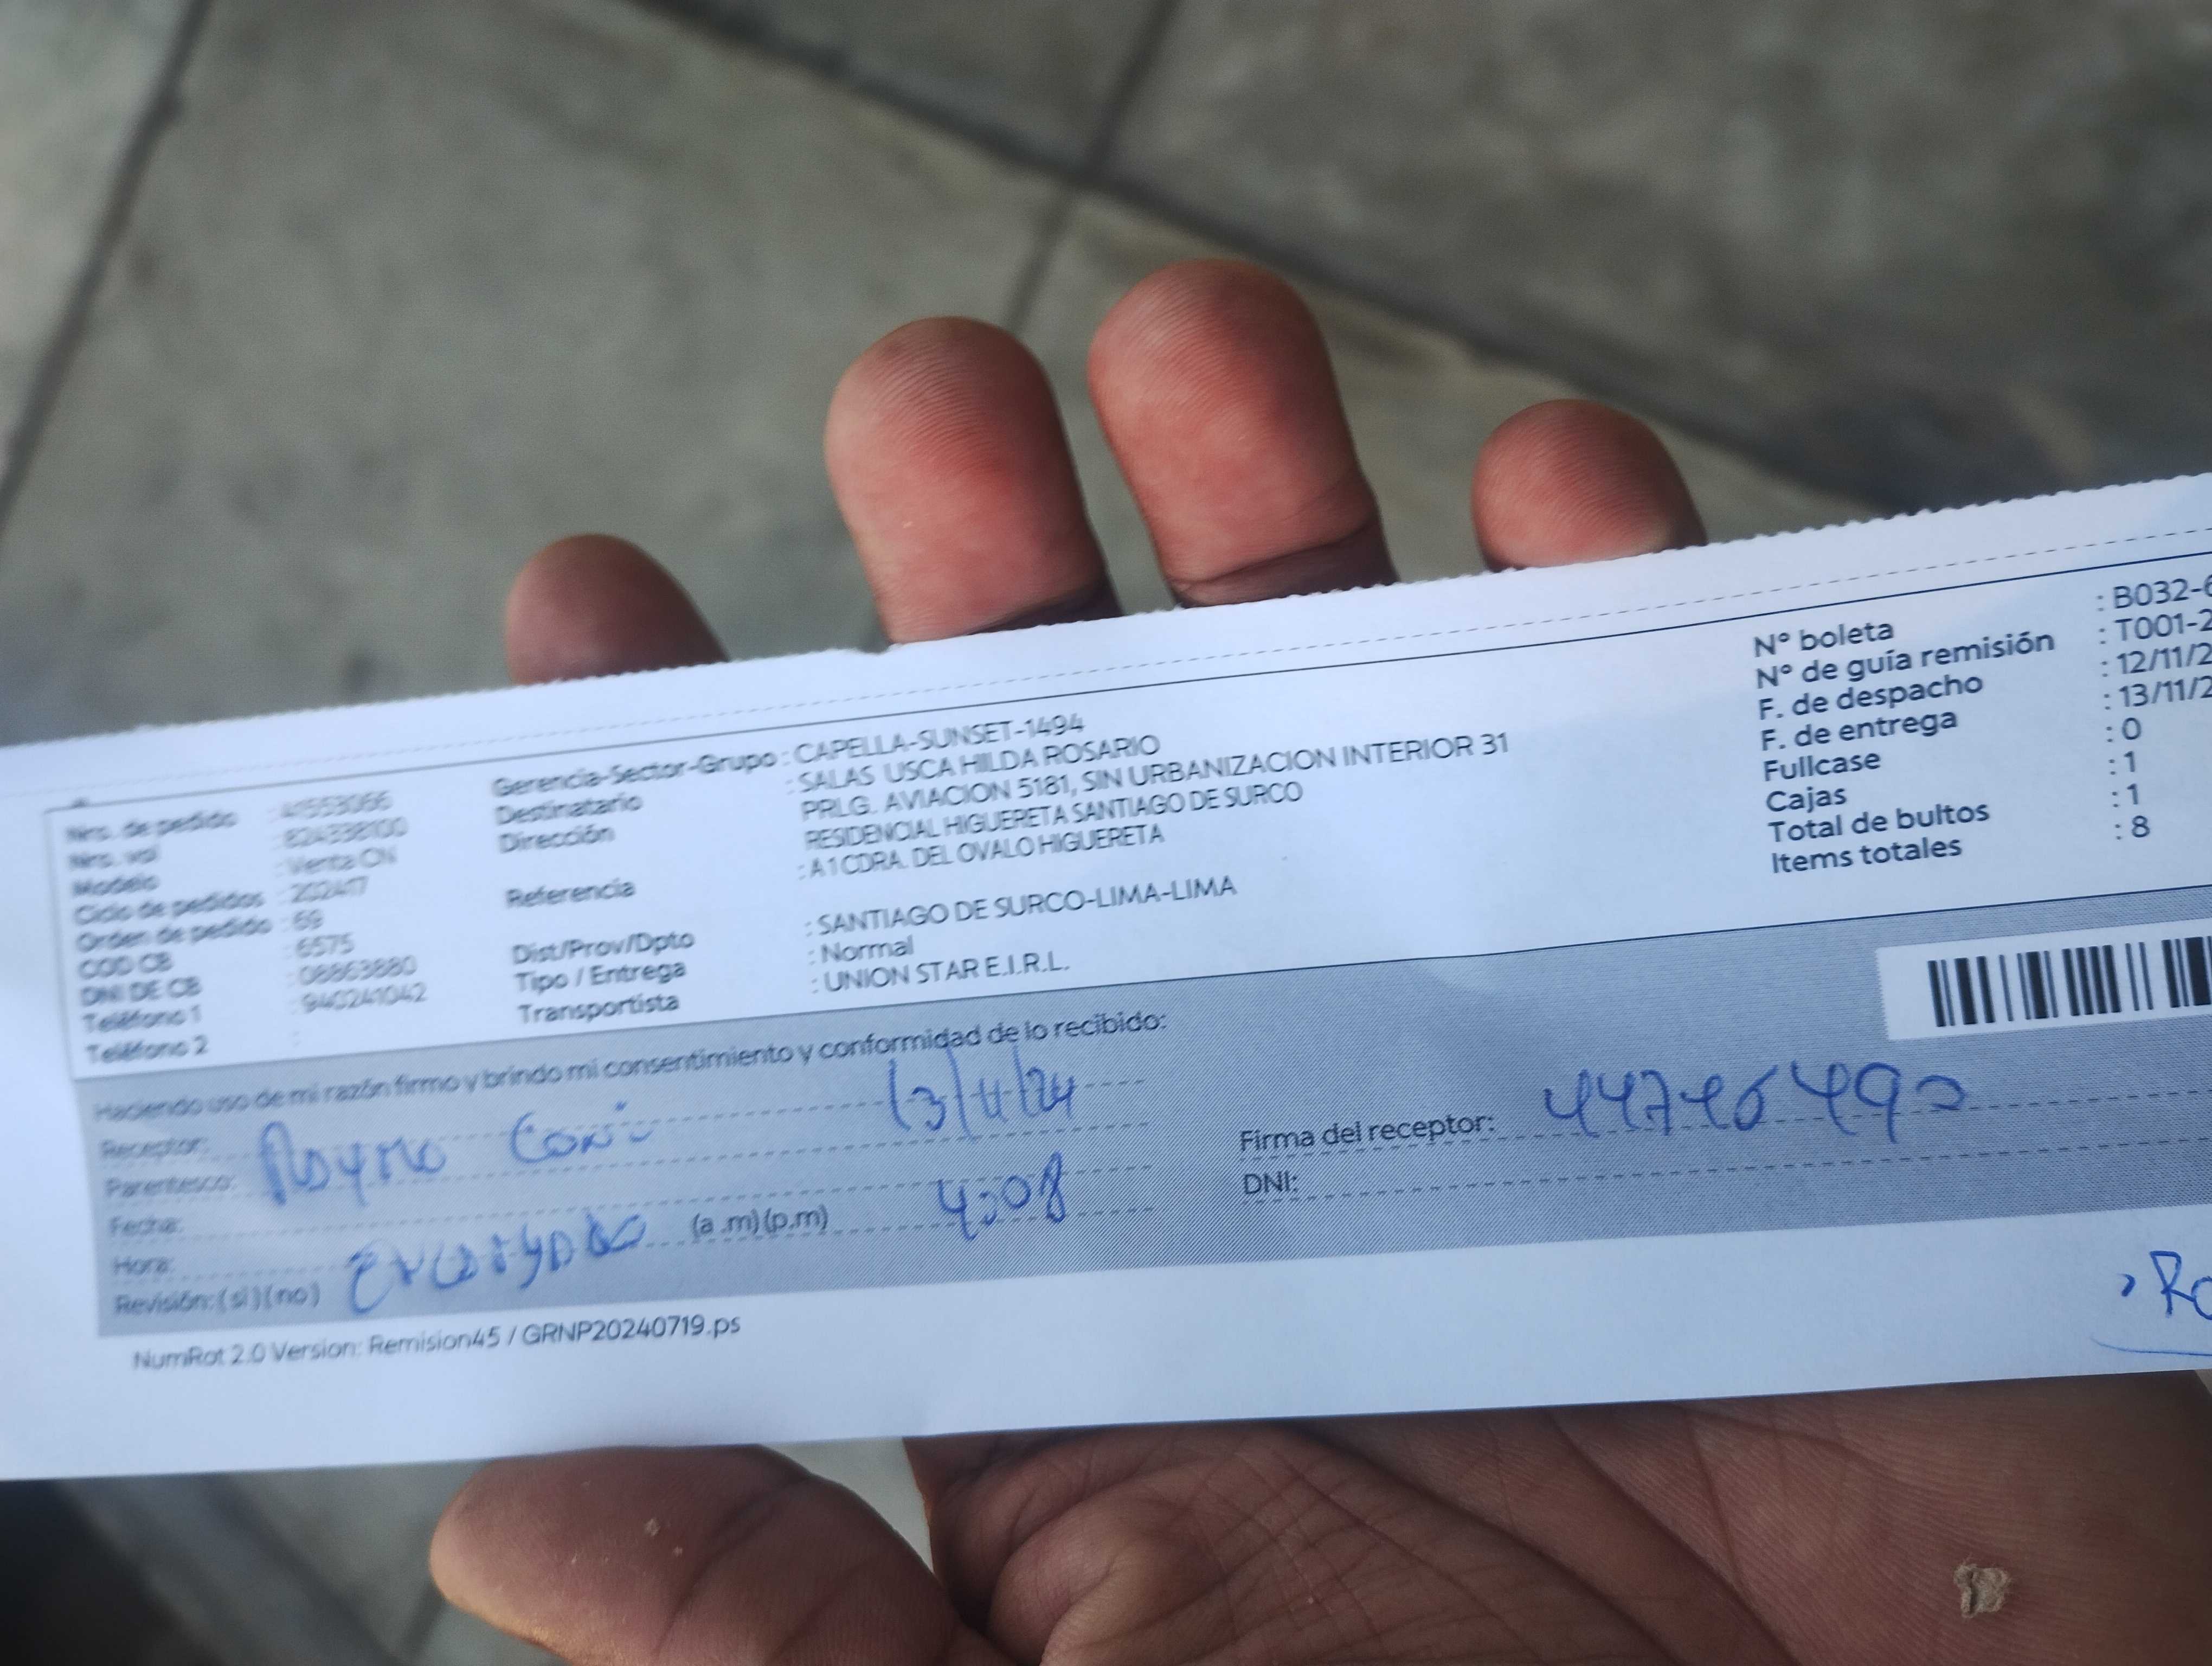 Nro. de pedido : 41553066
Nro. vol : 824338100
Modelo : Venta CN
Ciclo de pedidos : 202417
Orden de pedido : 69
COD CB : 6575
DNI DE CB : 08863880
Teléfono 1 : 940241042
Teléfono 2 :
Gerencia-Sector-Grupo : CAPELLA-SUNSET-1494
Destinatario : SALAS USCA HILDA ROSARIO
Dirección PRLG. AVIACION 5181, SIN URBANIZACION INTERIOR 31
RESIDENCIAL HIGUERETA SANTIAGO DE SURCO
Referencia : A 1 CDRA. DEL OVALO HIGUERETA
Dist/Prov/Dpto : SANTIAGO DE SURCO-LIMA-LIMA
Tipo / Entrega : Normal
Transportista : UNION STAR E.I.R.L.
N° boleta : B032-6
N° de guía remisión : T001-2
F. de despacho : 12/11/2
F. de entrega : 13/11/2
Fullcase : 0
Cajas : 1
Total de bultos : 1
Items totales : 8
Haciendo uso de mi razón firmo y brindo mi consentimiento y conformidad de lo recibido:
Receptor:
Parentesco: 13/11/24
Fecha:
Hora: (a .m)(p.m) 4:08
Revisión:(si)(no)
Firma del receptor:
DNI:
NumRot 2.0 Version: Remision45 / GRNP20240719.ps